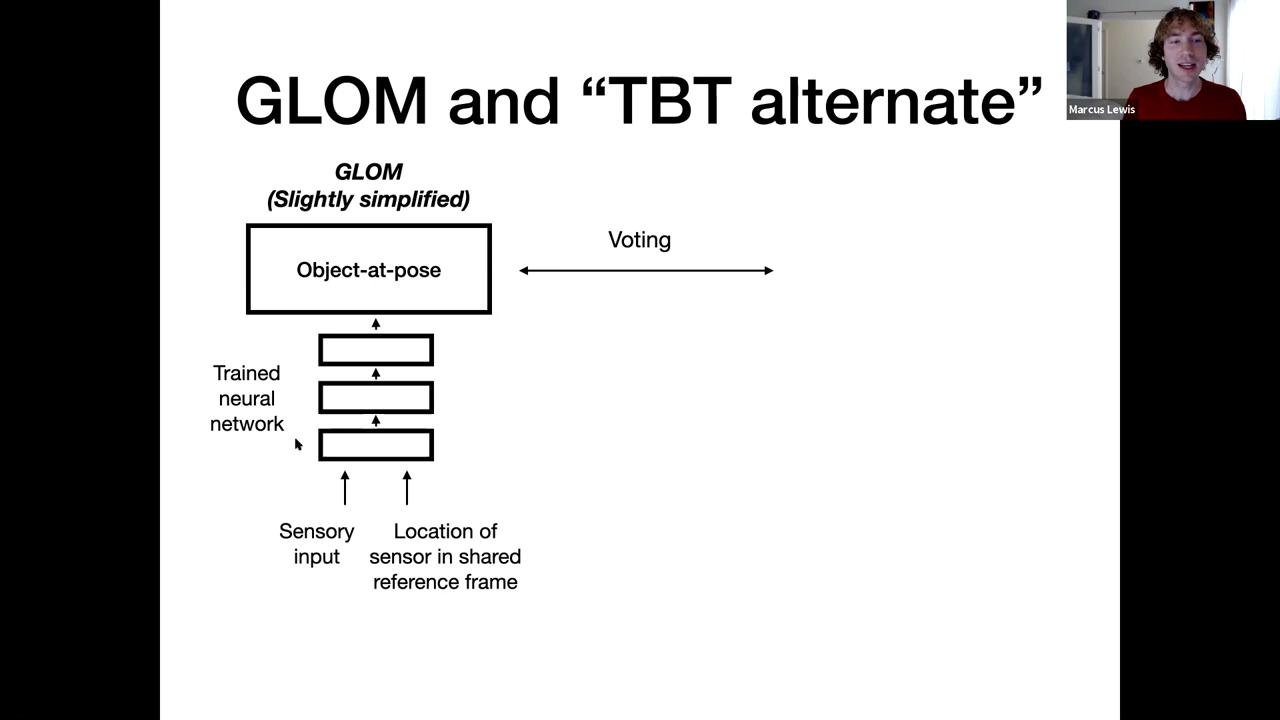 GLOM and “TBT alternate”
Marcus Lewis
GLOM
(Slightly simplified)
Object-at-pose
Voting
Trained
neural
network
Sensory
input
Location of
sensor in shared
reference frame